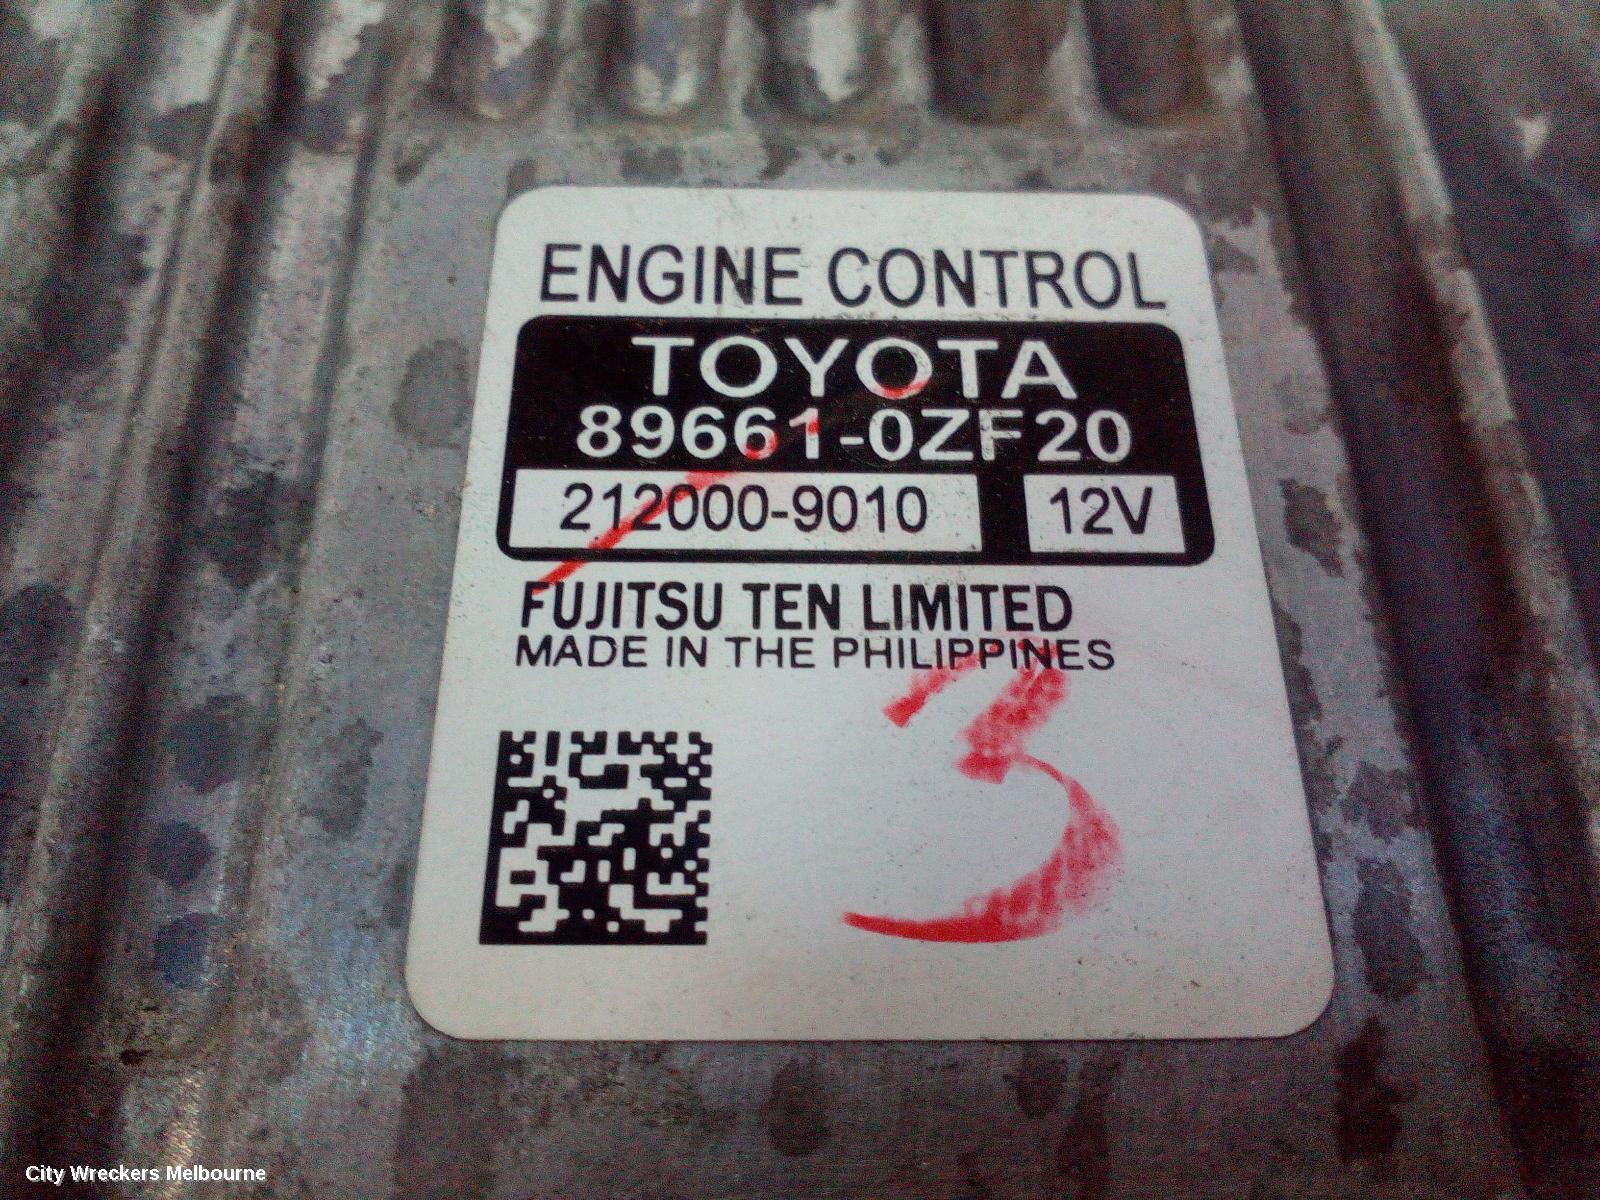 ENGINE CONTROL
TOYOTA
89661-0ZF20
212000-9010 12V
FUJITSU TEN LIMITED
MADE IN THE PHILIPPINES
3
City Wreckers Melbourne